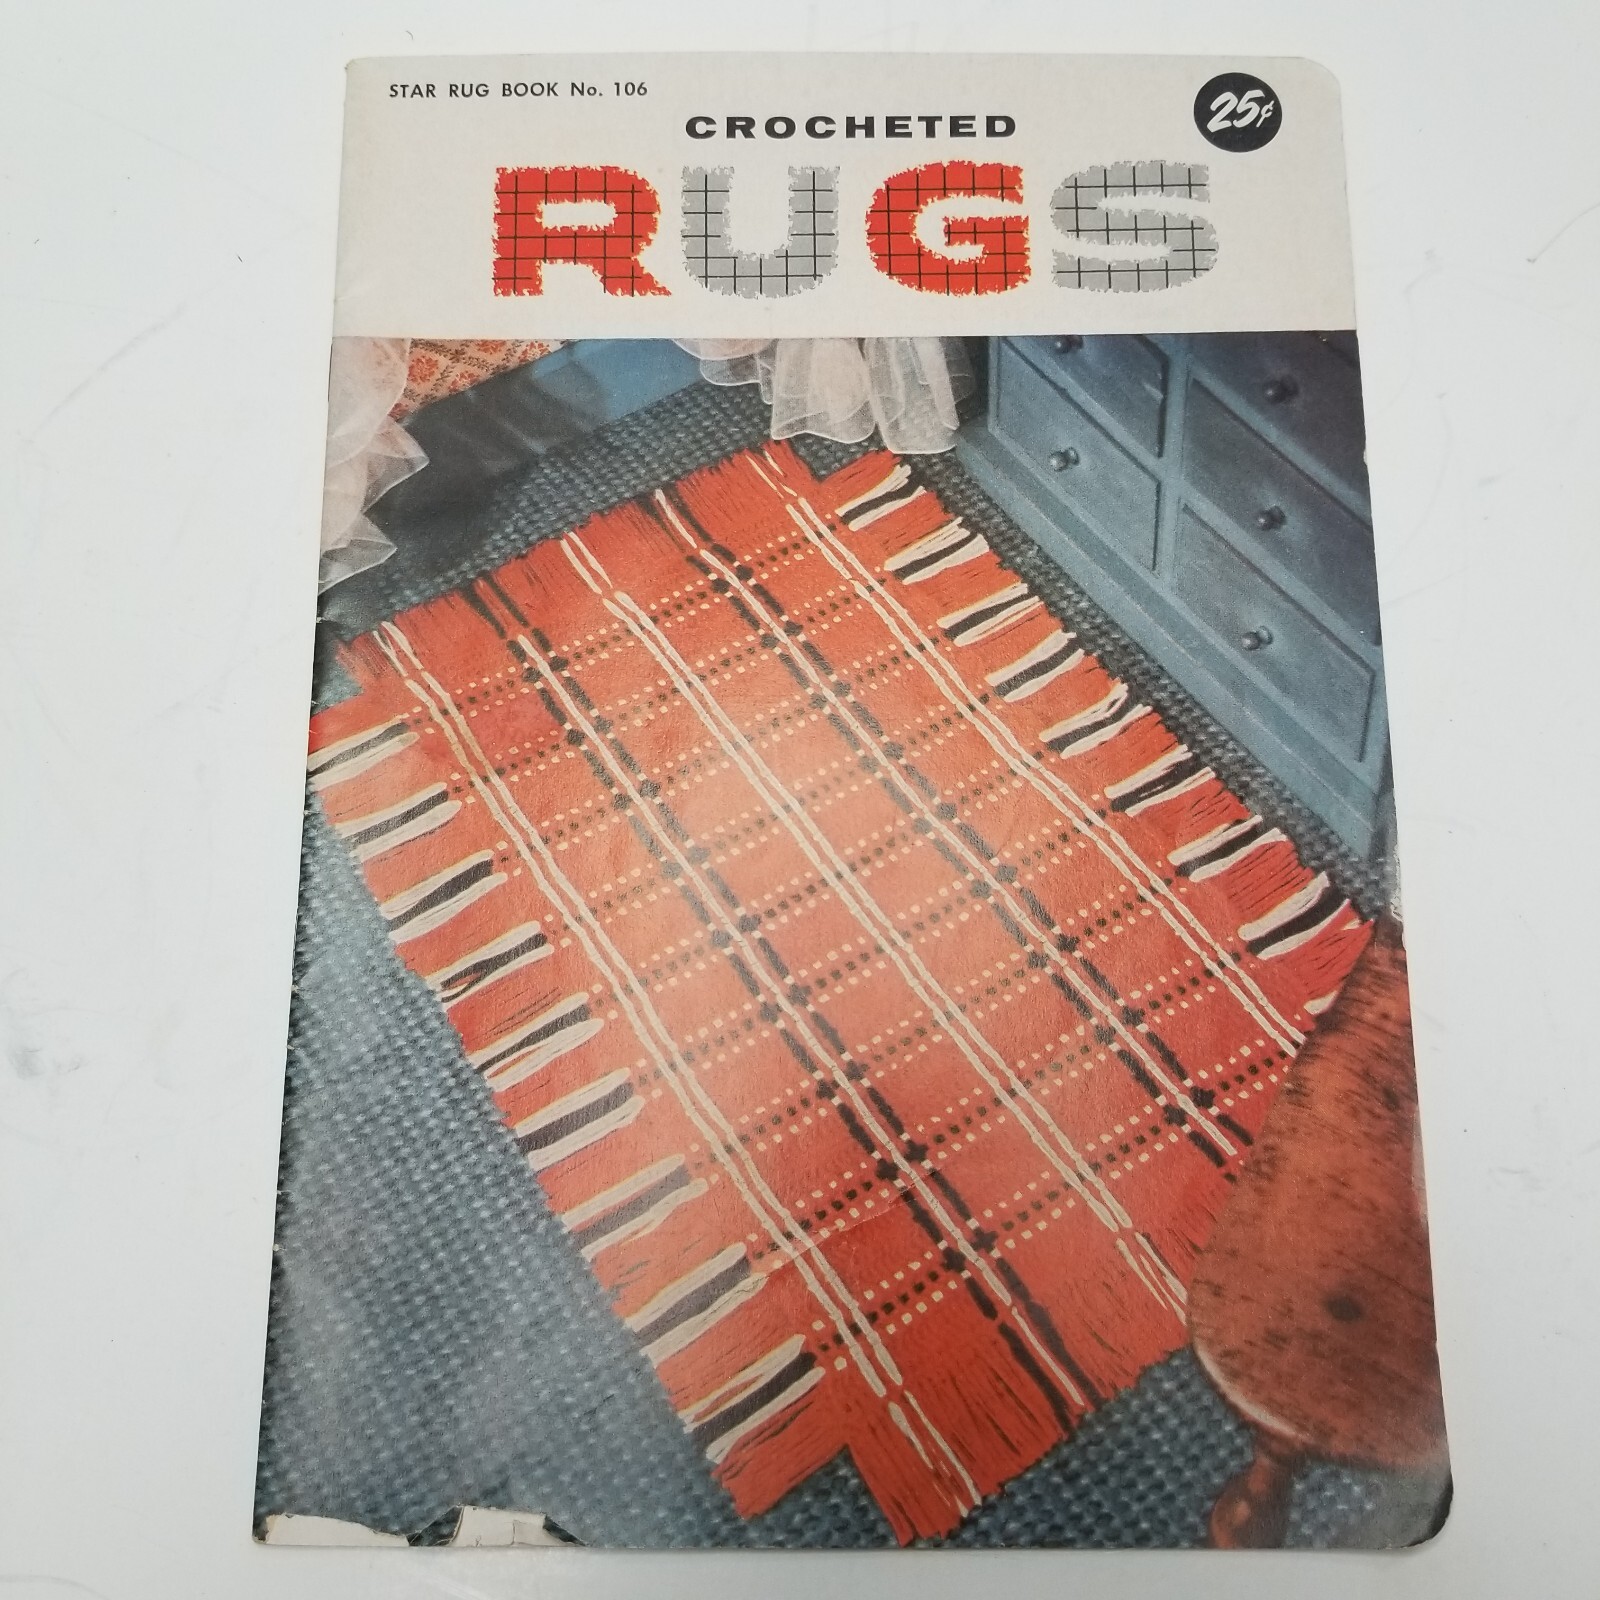 STAR RUG BOOK No. 106
25¢
CROCHETED
RUGS